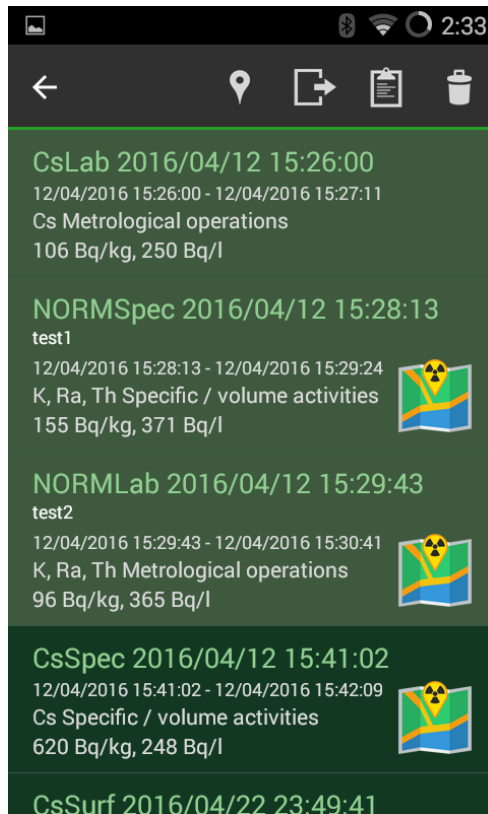 2:33
CsLab 2016/04/12 15:26:00
12/04/2016 15:26:00 - 12/04/2016 15:27:11
Cs Metrological operations
106 Bq/kg, 250 Bq/l
NORMSpec 2016/04/12 15:28:13
test1
12/04/2016 15:28:13 - 12/04/2016 15:29:24
K, Ra, Th Specific / volume activities
155 Bq/kg, 371 Bq/l
NORMLab 2016/04/12 15:29:43
test2
12/04/2016 15:29:43 - 12/04/2016 15:30:41
K, Ra, Th Metrological operations
96 Bq/kg, 365 Bq/l
CsSpec 2016/04/12 15:41:02
12/04/2016 15:41:02 - 12/04/2016 15:42:09
Cs Specific / volume activities
620 Bq/kg, 248 Bq/l
CsSurf 2016/04/22 23:49:41